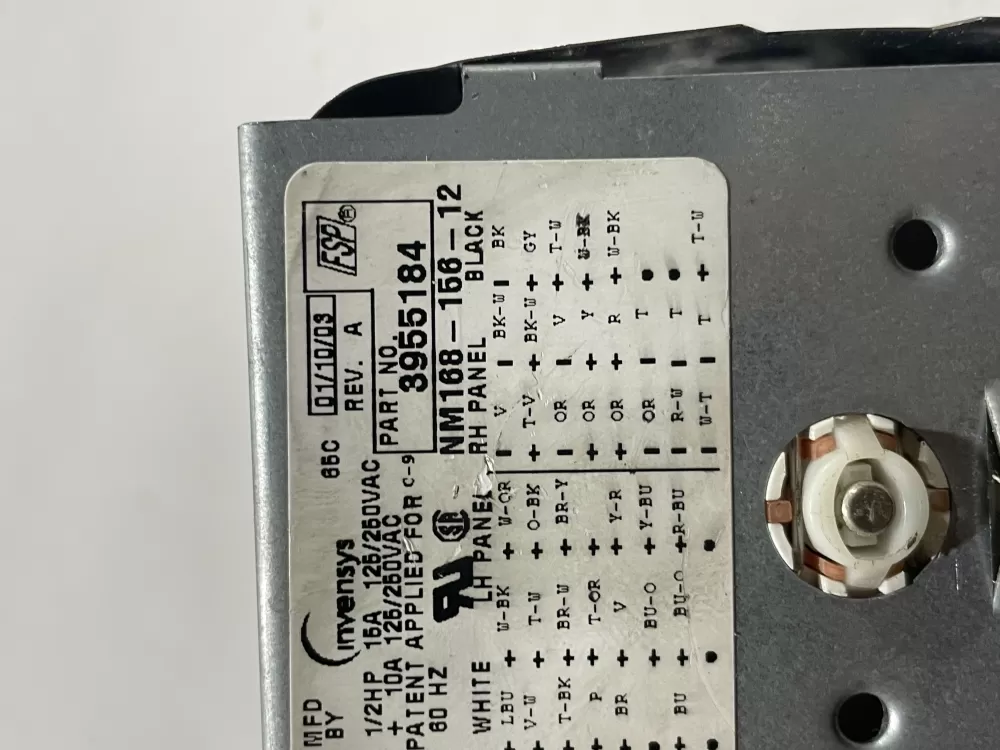 MFD
BY
invensys
01/10/03
FSP®
1/2HP 15A 125/250VAC 65C
REV. A
+ 10A 125/250VAC
PART NO.
3955184
PATENT APPLIED FOR C-9
60 HZ
NM168-156-12
WHITE LH PANEL RH PANEL BLACK
+ LBU + W-BK + W-OR - V - BK-W - BK
+ V-W + T-W + O-BK + T-V + BK-W + GY
T-BK + BR-W + BR-Y - OR - V + T-W
+ P + T-OR + + OR + Y + W-BK
BR + V + Y-R + OR + R + W-BK
• + BU-O + Y-BU - OR - T •
+ BU + BU-O + R-BU - R-W - T •
• • • - W-T - T + T-W